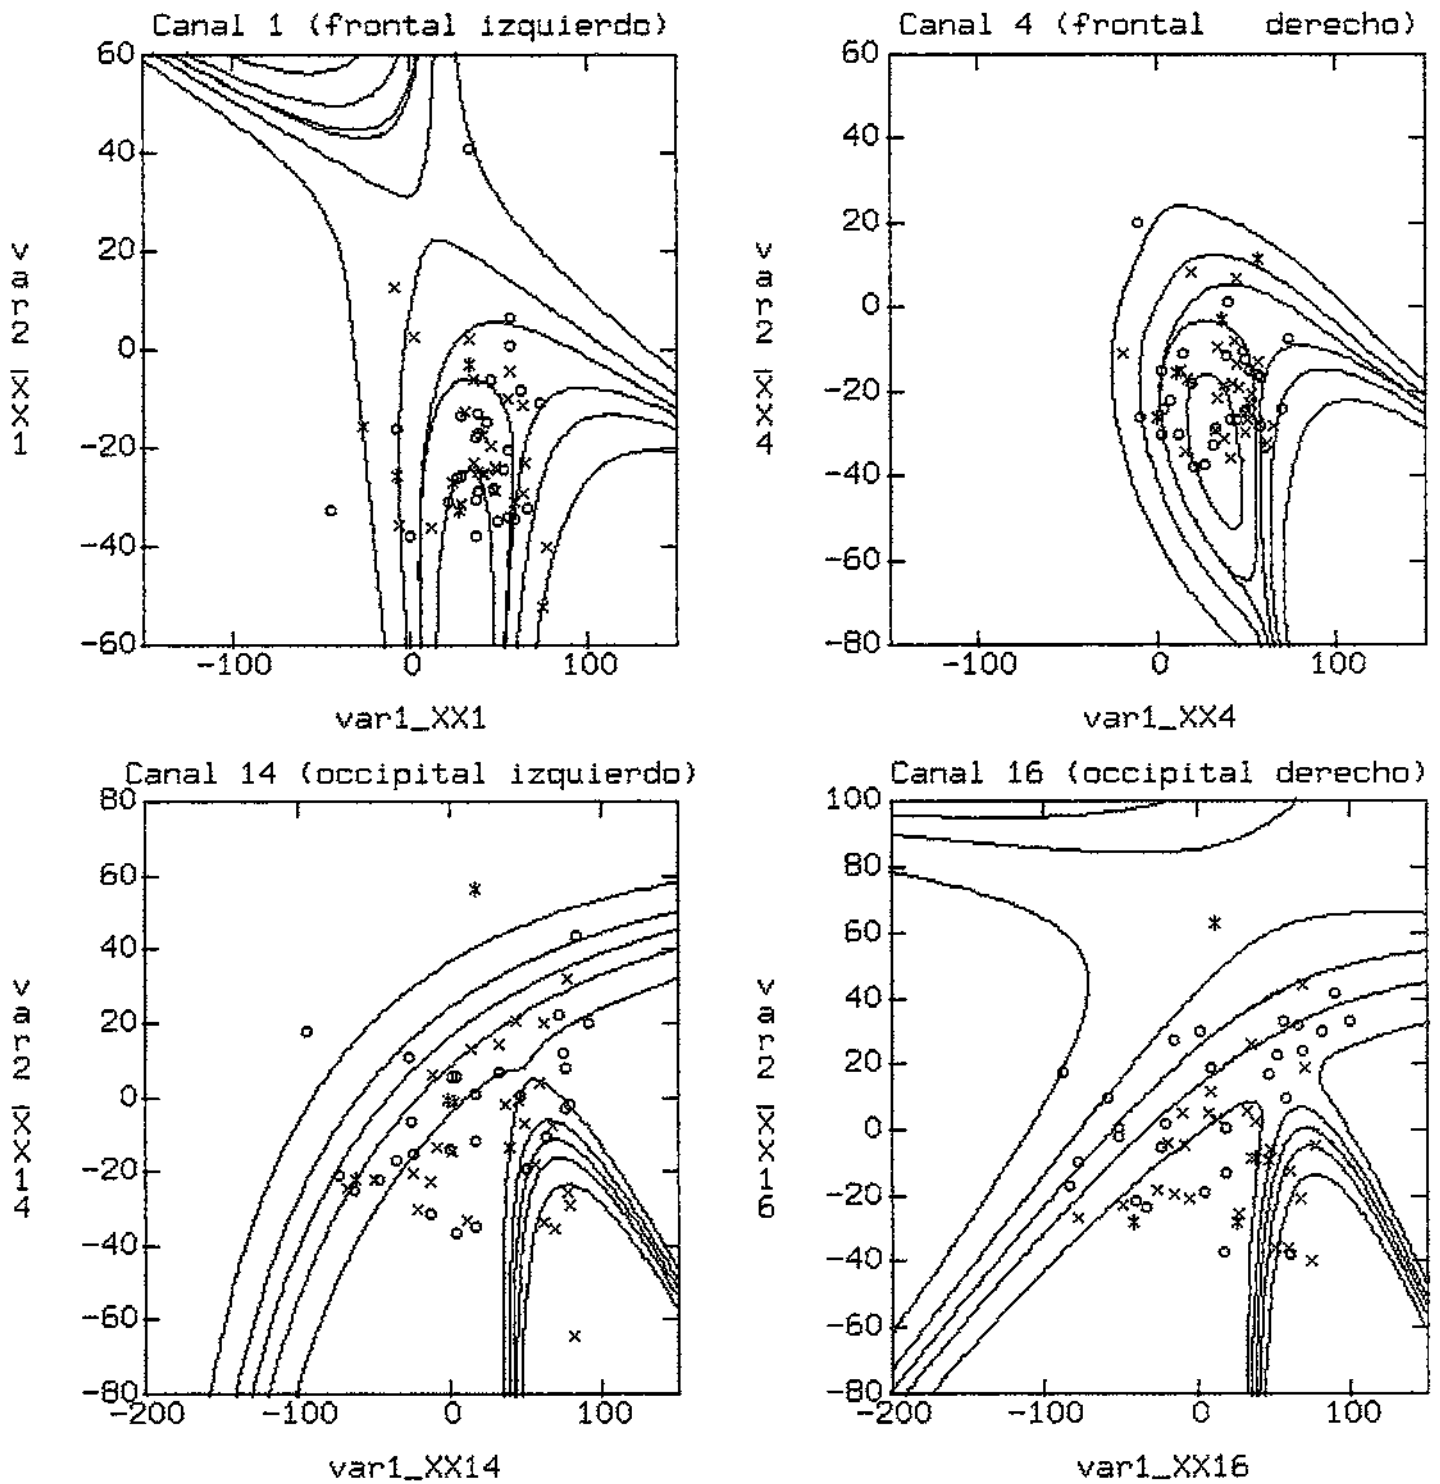 Canal 1 (frontal izquierdo)
60
40
20
0
-20
-40
-60
-100 0 100
var2_XX1
var1_XX1
Canal 4 (frontal derecho)
60
40
20
0
-20
-40
-60
-80
-100 0 100
var2_XX4
var1_XX4
Canal 14 (occipital izquierdo)
80
60
40
20
0
-20
-40
-60
-80
-200 -100 0 100
var2_XX14
var1_XX14
Canal 16 (occipital derecho)
100
80
60
40
20
0
-20
-40
-60
-80
-200 -100 0 100
var2_XX16
var1_XX16